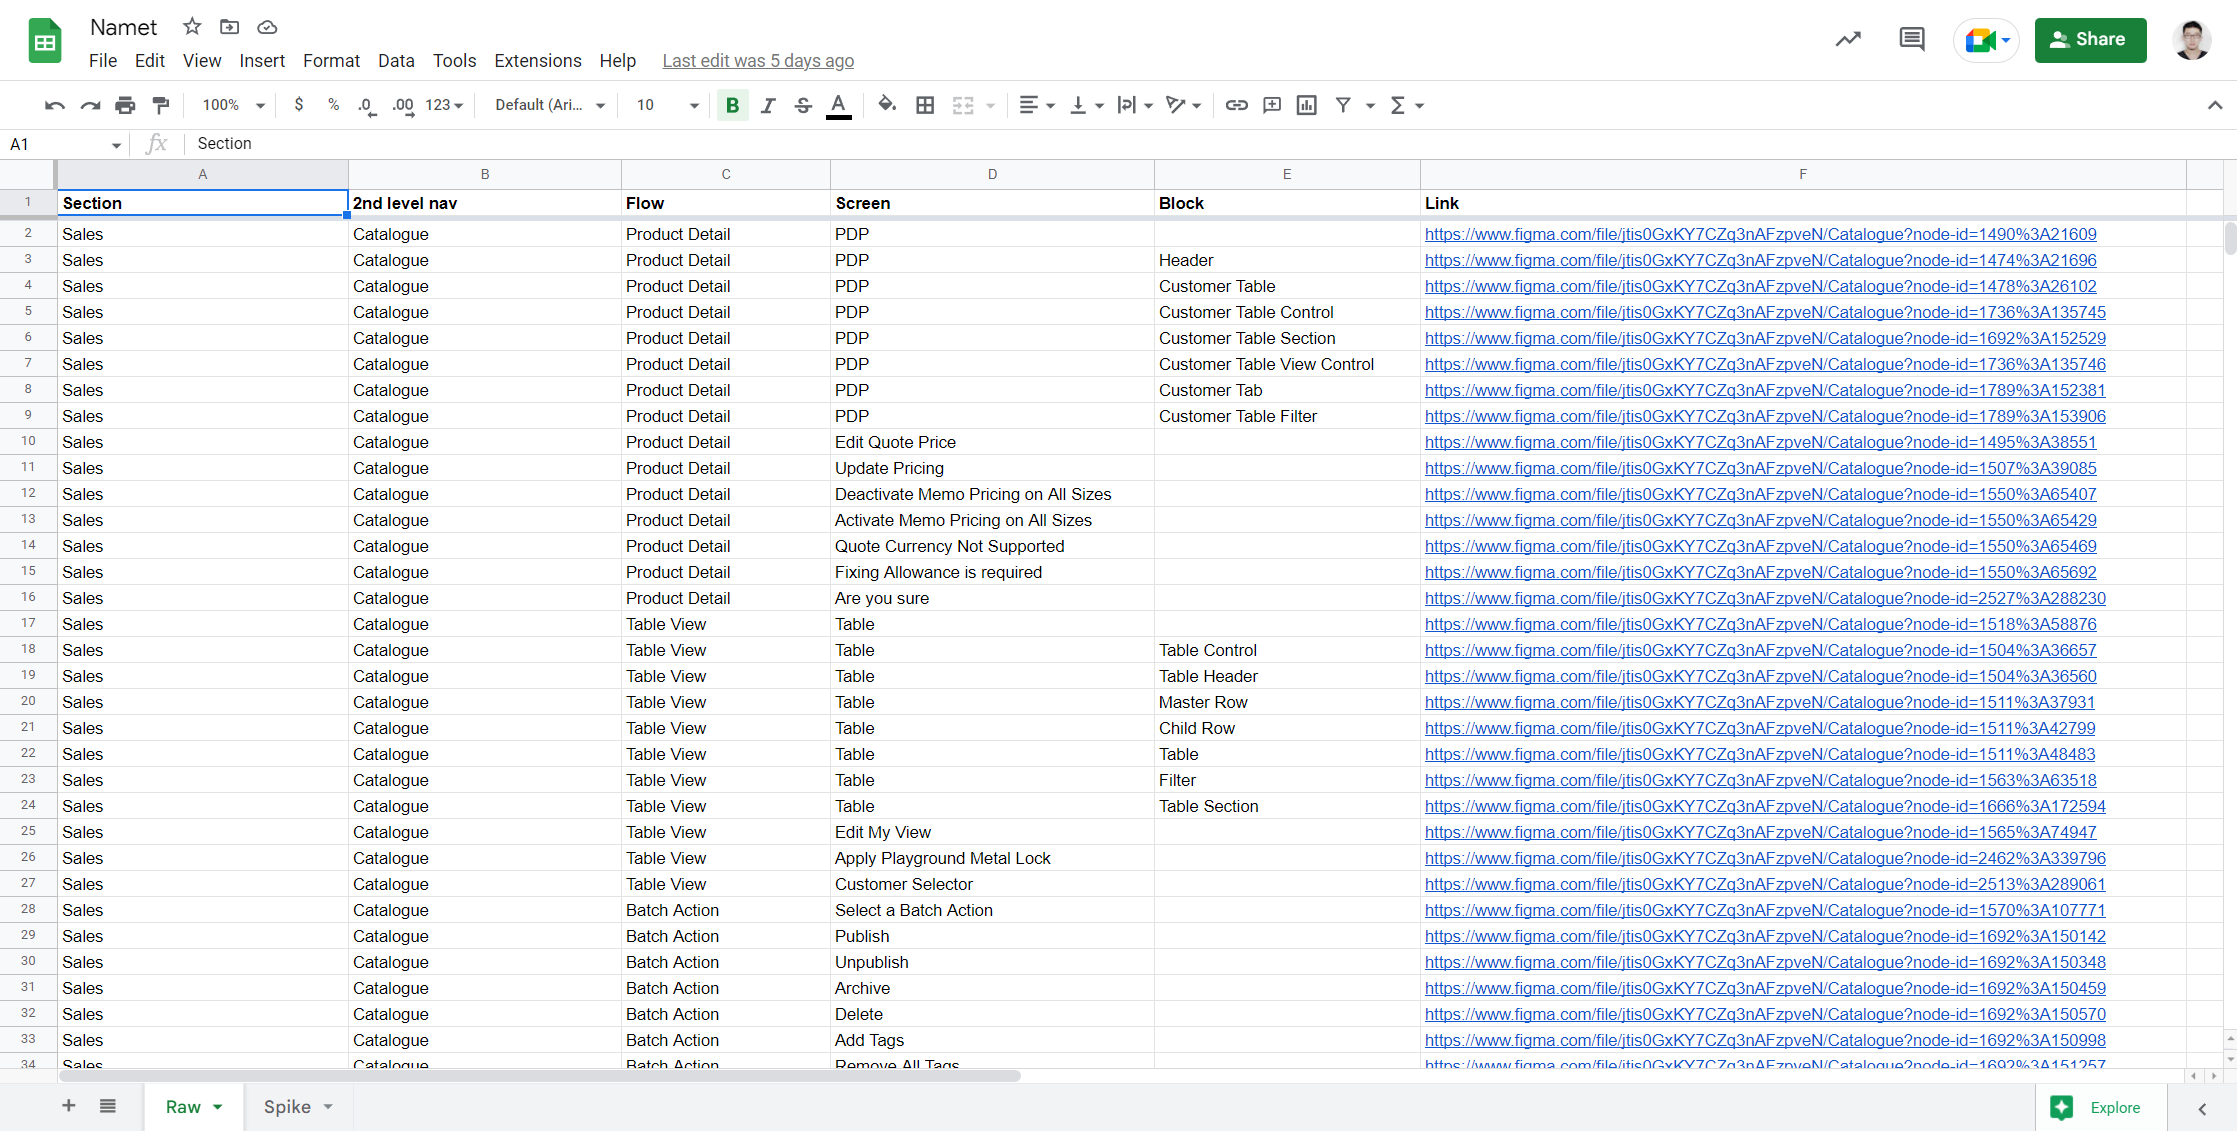 Namet
File Edit View Insert Format Data Tools Extensions Help Last edit was 5 days ago
Share
100% $ % .0 .00 123 Default (Ari... 10 B I S A
A1 fx Section
A B C D E F
1 Section 2nd level nav Flow Screen Block Link
2 Sales Catalogue Product Detail PDP https://www.figma.com/file/jtis0GxKY7CZq3nAFzpveN/Catalogue?node-id=1490%3A21609
3 Sales Catalogue Product Detail PDP Header https://www.figma.com/file/jtis0GxKY7CZq3nAFzpveN/Catalogue?node-id=1474%3A21696
4 Sales Catalogue Product Detail PDP Customer Table https://www.figma.com/file/jtis0GxKY7CZq3nAFzpveN/Catalogue?node-id=1478%3A26102
5 Sales Catalogue Product Detail PDP Customer Table Control https://www.figma.com/file/jtis0GxKY7CZq3nAFzpveN/Catalogue?node-id=1736%3A135745
6 Sales Catalogue Product Detail PDP Customer Table Section https://www.figma.com/file/jtis0GxKY7CZq3nAFzpveN/Catalogue?node-id=1692%3A152529
7 Sales Catalogue Product Detail PDP Customer Table View Control https://www.figma.com/file/jtis0GxKY7CZq3nAFzpveN/Catalogue?node-id=1736%3A135746
8 Sales Catalogue Product Detail PDP Customer Tab https://www.figma.com/file/jtis0GxKY7CZq3nAFzpveN/Catalogue?node-id=1789%3A152381
9 Sales Catalogue Product Detail PDP Customer Table Filter https://www.figma.com/file/jtis0GxKY7CZq3nAFzpveN/Catalogue?node-id=1789%3A153906
10 Sales Catalogue Product Detail Edit Quote Price https://www.figma.com/file/jtis0GxKY7CZq3nAFzpveN/Catalogue?node-id=1495%3A38551
11 Sales Catalogue Product Detail Update Pricing https://www.figma.com/file/jtis0GxKY7CZq3nAFzpveN/Catalogue?node-id=1507%3A39085
12 Sales Catalogue Product Detail Deactivate Memo Pricing on All Sizes https://www.figma.com/file/jtis0GxKY7CZq3nAFzpveN/Catalogue?node-id=1550%3A65407
13 Sales Catalogue Product Detail Activate Memo Pricing on All Sizes https://www.figma.com/file/jtis0GxKY7CZq3nAFzpveN/Catalogue?node-id=1550%3A65429
14 Sales Catalogue Product Detail Quote Currency Not Supported https://www.figma.com/file/jtis0GxKY7CZq3nAFzpveN/Catalogue?node-id=1550%3A65469
15 Sales Catalogue Product Detail Fixing Allowance is required https://www.figma.com/file/jtis0GxKY7CZq3nAFzpveN/Catalogue?node-id=1550%3A65692
16 Sales Catalogue Product Detail Are you sure https://www.figma.com/file/jtis0GxKY7CZq3nAFzpveN/Catalogue?node-id=2527%3A288230
17 Sales Catalogue Table View Table https://www.figma.com/file/jtis0GxKY7CZq3nAFzpveN/Catalogue?node-id=1518%3A58876
18 Sales Catalogue Table View Table Table Control https://www.figma.com/file/jtis0GxKY7CZq3nAFzpveN/Catalogue?node-id=1504%3A36657
19 Sales Catalogue Table View Table Table Header https://www.figma.com/file/jtis0GxKY7CZq3nAFzpveN/Catalogue?node-id=1504%3A36560
20 Sales Catalogue Table View Table Master Row https://www.figma.com/file/jtis0GxKY7CZq3nAFzpveN/Catalogue?node-id=1511%3A37931
21 Sales Catalogue Table View Table Child Row https://www.figma.com/file/jtis0GxKY7CZq3nAFzpveN/Catalogue?node-id=1511%3A42799
22 Sales Catalogue Table View Table Table https://www.figma.com/file/jtis0GxKY7CZq3nAFzpveN/Catalogue?node-id=1511%3A48483
23 Sales Catalogue Table View Table Filter https://www.figma.com/file/jtis0GxKY7CZq3nAFzpveN/Catalogue?node-id=1563%3A63518
24 Sales Catalogue Table View Table Table Section https://www.figma.com/file/jtis0GxKY7CZq3nAFzpveN/Catalogue?node-id=1666%3A172594
25 Sales Catalogue Table View Edit My View https://www.figma.com/file/jtis0GxKY7CZq3nAFzpveN/Catalogue?node-id=1565%3A74947
26 Sales Catalogue Table View Apply Playground Metal Lock https://www.figma.com/file/jtis0GxKY7CZq3nAFzpveN/Catalogue?node-id=2462%3A339796
27 Sales Catalogue Table View Customer Selector https://www.figma.com/file/jtis0GxKY7CZq3nAFzpveN/Catalogue?node-id=2513%3A289061
28 Sales Catalogue Batch Action Select a Batch Action https://www.figma.com/file/jtis0GxKY7CZq3nAFzpveN/Catalogue?node-id=1570%3A107771
29 Sales Catalogue Batch Action Publish https://www.figma.com/file/jtis0GxKY7CZq3nAFzpveN/Catalogue?node-id=1692%3A150142
30 Sales Catalogue Batch Action Unpublish https://www.figma.com/file/jtis0GxKY7CZq3nAFzpveN/Catalogue?node-id=1692%3A150348
31 Sales Catalogue Batch Action Archive https://www.figma.com/file/jtis0GxKY7CZq3nAFzpveN/Catalogue?node-id=1692%3A150459
32 Sales Catalogue Batch Action Delete https://www.figma.com/file/jtis0GxKY7CZq3nAFzpveN/Catalogue?node-id=1692%3A150570
33 Sales Catalogue Batch Action Add Tags https://www.figma.com/file/jtis0GxKY7CZq3nAFzpveN/Catalogue?node-id=1692%3A150998
34 Sales Catalogue Batch Action Remove All Tags https://www.figma.com/file/jtis0GxKY7CZq3nAFzpveN/Catalogue?node-id=1692%3A151257
Raw Spike Explore